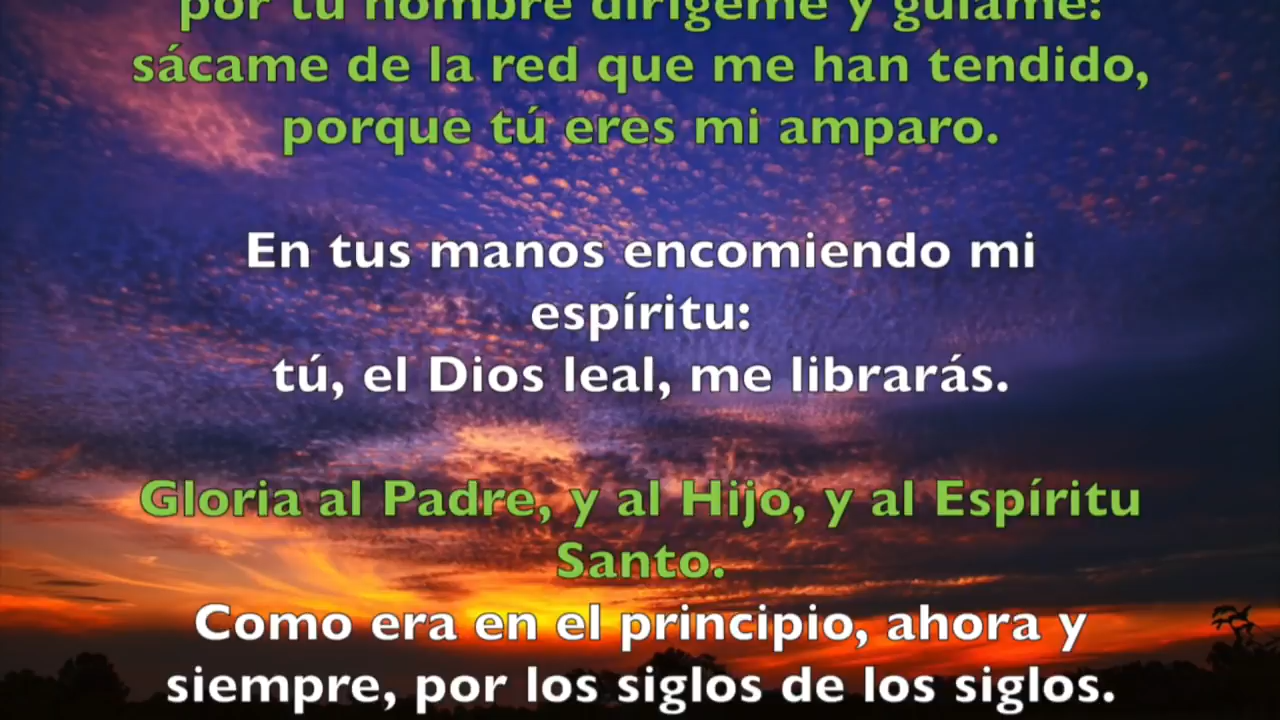 por tu nombre dirígeme y guíame:
sácame de la red que me han tendido,
porque tú eres mi amparo.
En tus manos encomiendo mi
espíritu:
tú, el Dios leal, me librarás.
Gloria al Padre, y al Hijo, y al Espíritu
Santo.
Como era en el principio, ahora y
siempre, por los siglos de los siglos.